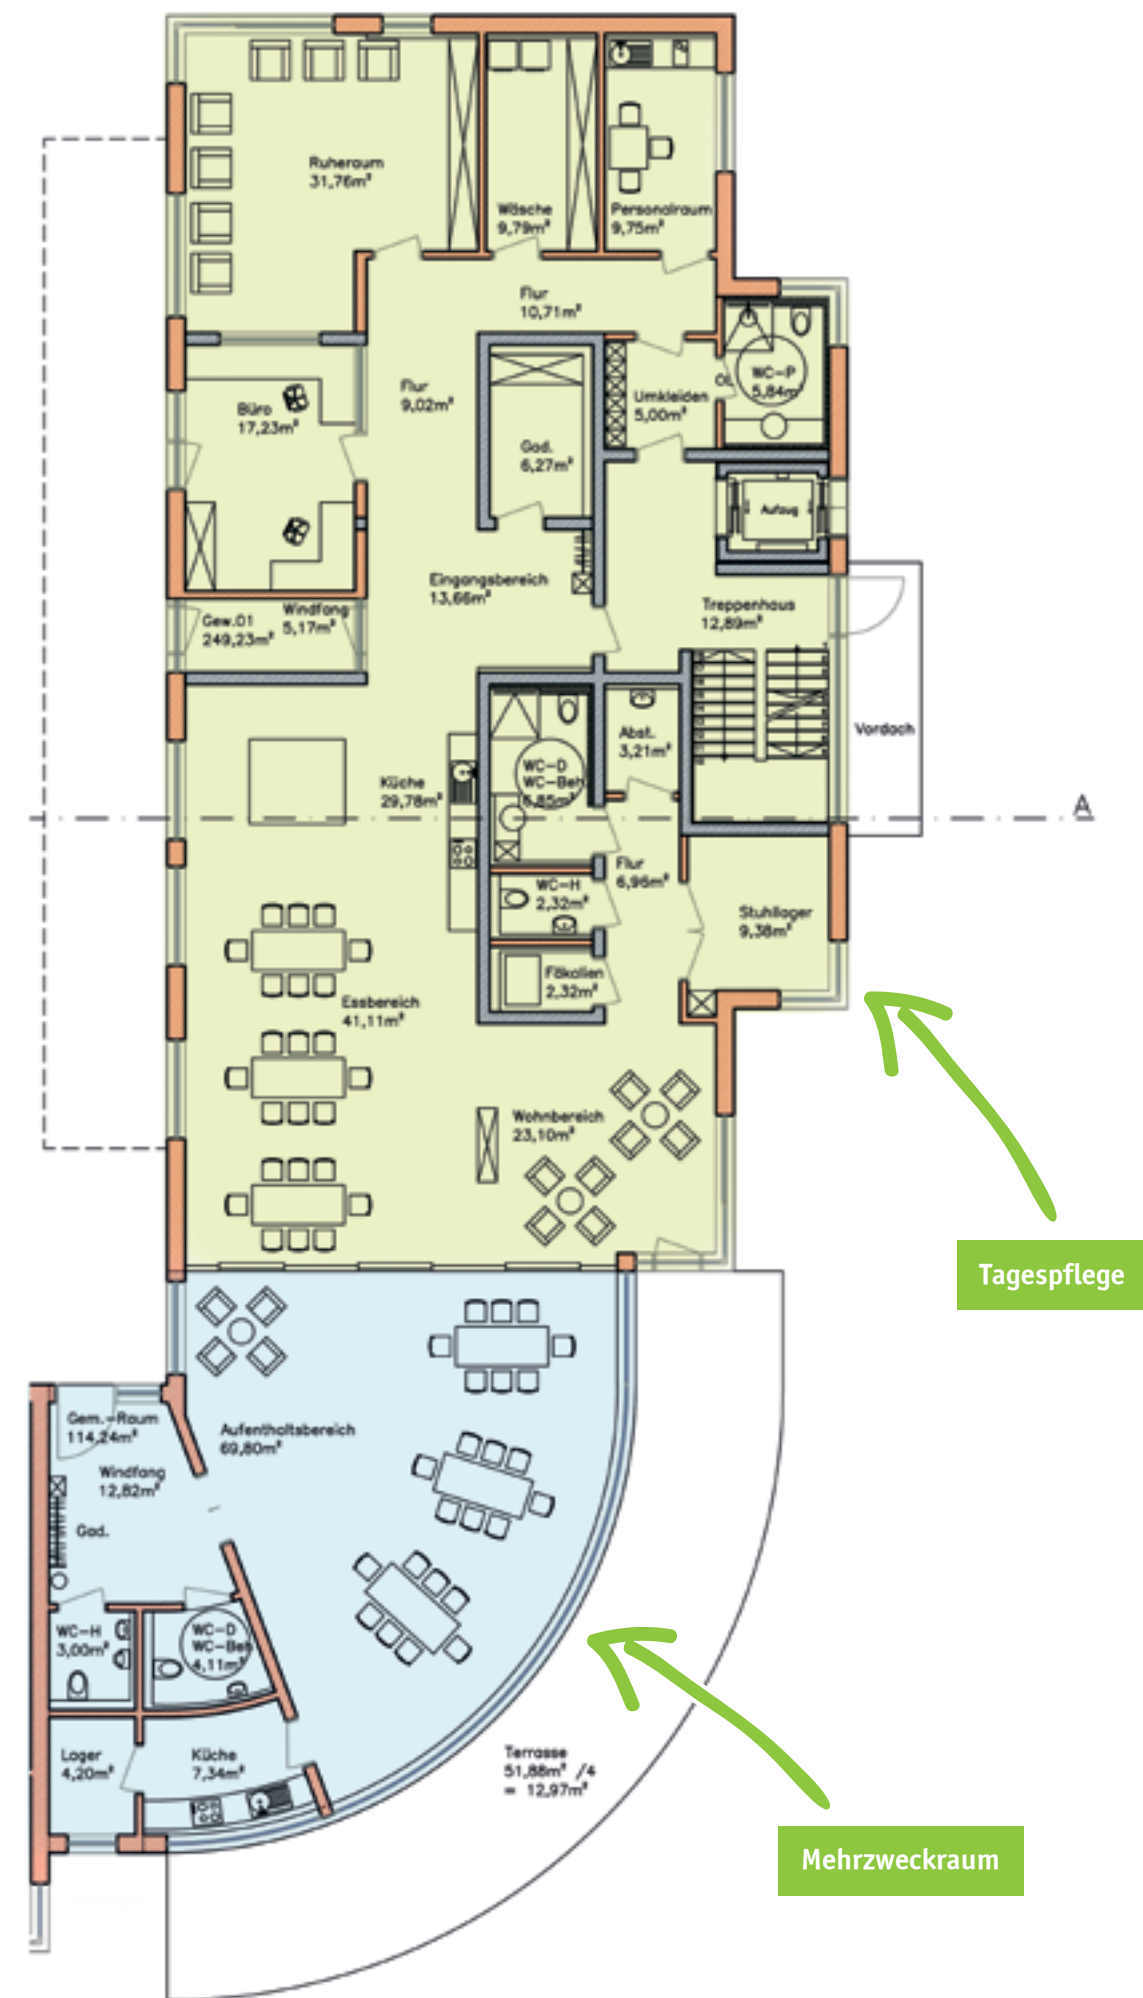 Ruheraum
31,76m²
Wäsche
9,79m²
Personalraum
9,75m²
Flur
10,71m²
Flur
9,02m²
Büro
17,23m²
Gad.
6,27m²
Umkleiden
5,00m²
WC-P
5,84m²
Aufzug
Eingangsbereich
13,66m²
Gew.01
249,23m²
Windfang
5,17m²
Treppenhaus
12,89m²
Vordach
Abst.
3,21m²
Küche
29,78m²
WC-D
WC-Beh
6,85m²
A
Flur
6,96m²
WC-H
2,32m²
Stuhllager
9,38m²
Fäkalien
2,32m²
Essbereich
41,11m²
Wohnbereich
23,10m²
Tagespflege
Gem.-Raum
114,24m²
Aufenthaltsbereich
69,80m²
Windfang
12,82m²
Gad.
WC-H
3,00m²
WC-D
WC-Beh
4,11m²
Lager
4,20m²
Küche
7,34m²
Terrasse
51,88m² /4
= 12,97m²
Mehrzweckraum